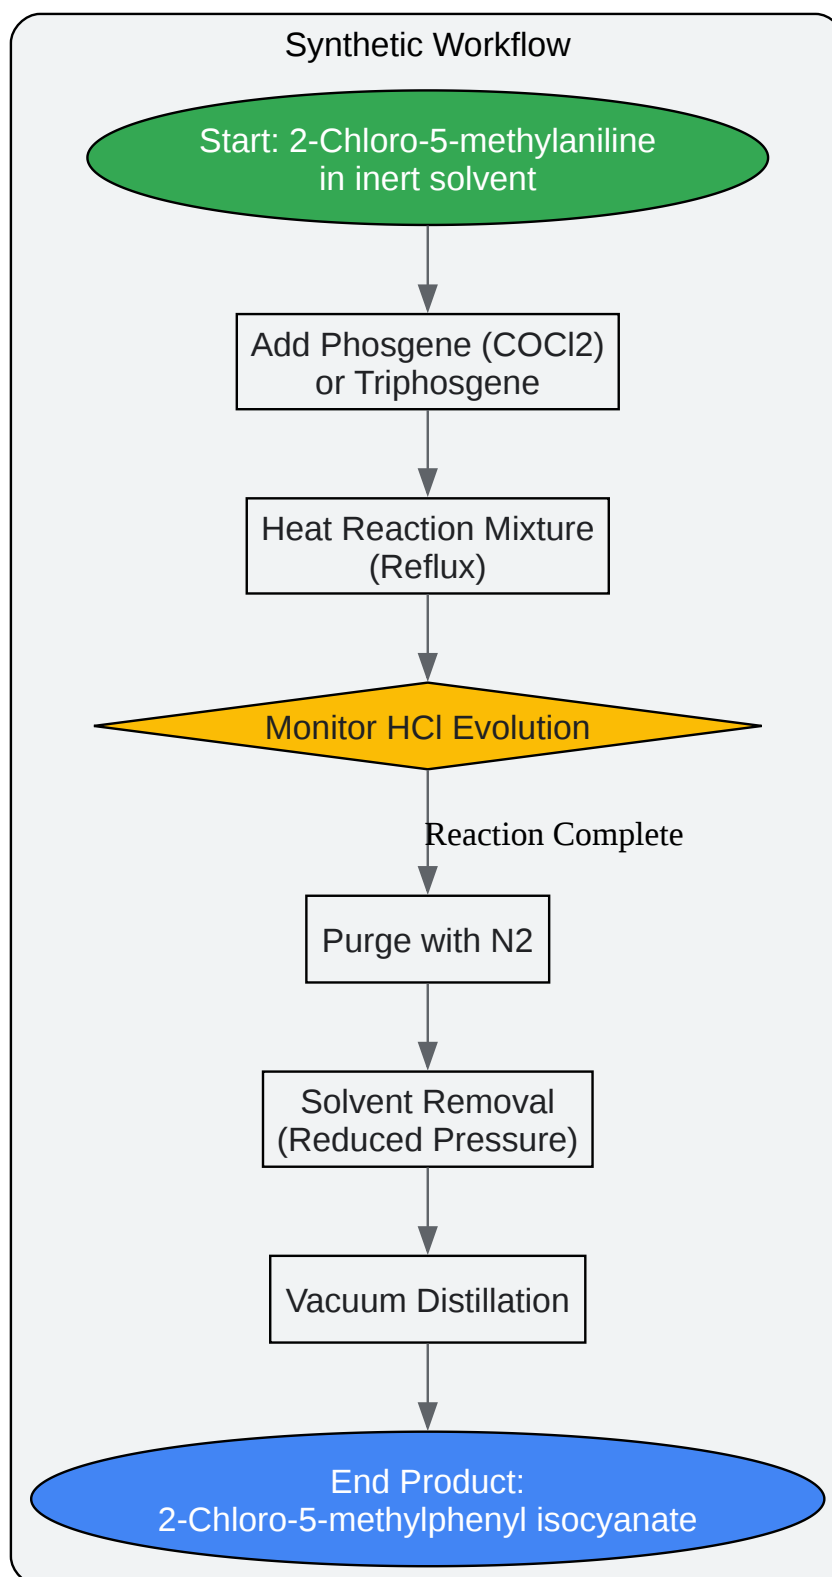 Synthetic Workflow
Start: 2-Chloro-5-methylaniline
in inert solvent
Add Phosgene (COCl2)
or Triphosgene
Heat Reaction Mixture
(Reflux)
Monitor HCl Evolution
Reaction Complete
Purge with N2
Solvent Removal
(Reduced Pressure)
Vacuum Distillation
End Product:
2-Chloro-5-methylphenyl isocyanate